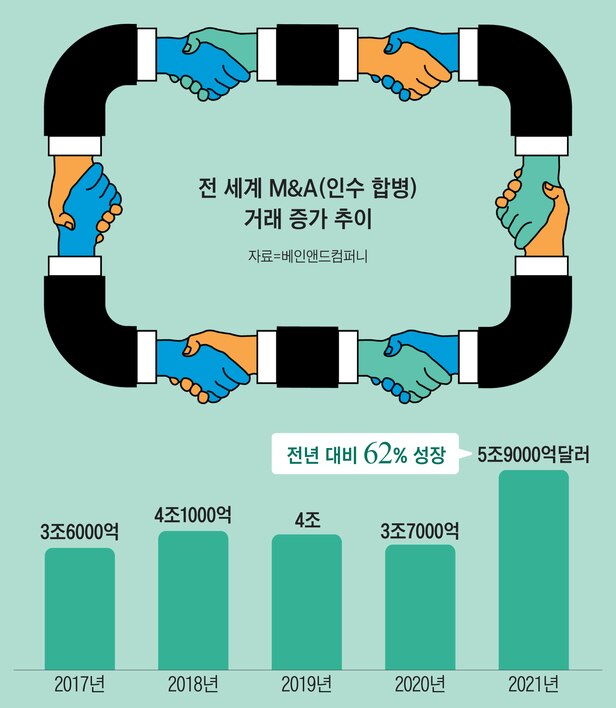 전 세계 M&A(인수 합병)
거래 증가 추이
자료=베인앤드컴퍼니
전년 대비 62% 성장
5조9000억달러
3조6000억
4조1000억
4조
3조7000억
2017년
2018년
2019년
2020년
2021년